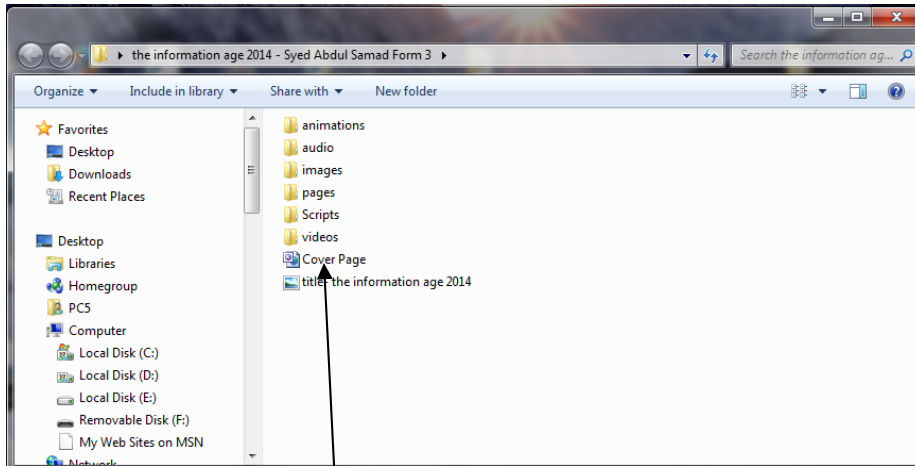 the information age 2014 - Syed Abdul Samad Form 3
Search the information ag...
Organize
Include in library
Share with
New folder
Favorites
Desktop
Downloads
Recent Places
Desktop
Libraries
Homegroup
PC5
Computer
Local Disk (C:)
Local Disk (D:)
Local Disk (E:)
Removable Disk (F:)
My Web Sites on MSN
Network
animations
audio
images
pages
Scripts
videos
Cover Page
title- the information age 2014